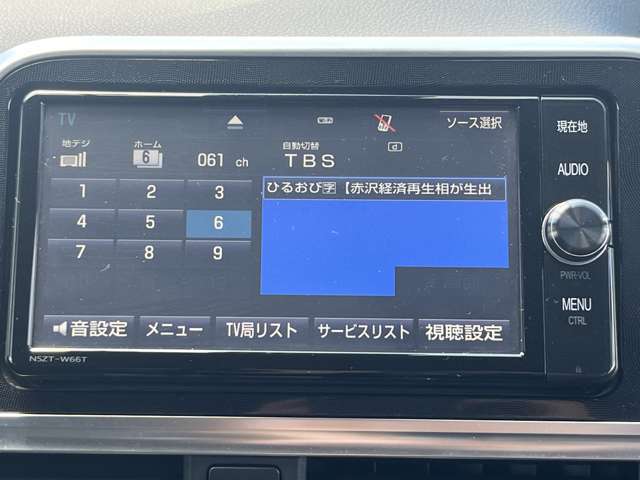 TV
Wi-Fi
ソース選択
地デジ
ホーム
6
061 ch
自動切替
TBS
d
1 2 3
4 5 6
7 8 9
ひるおび字【赤沢経済再生相が生出
音設定
メニュー
TV局リスト
サービスリスト
視聴設定
NSZT-W66T
現在地
AUDIO
PWR·VOL
MENU
CTRL